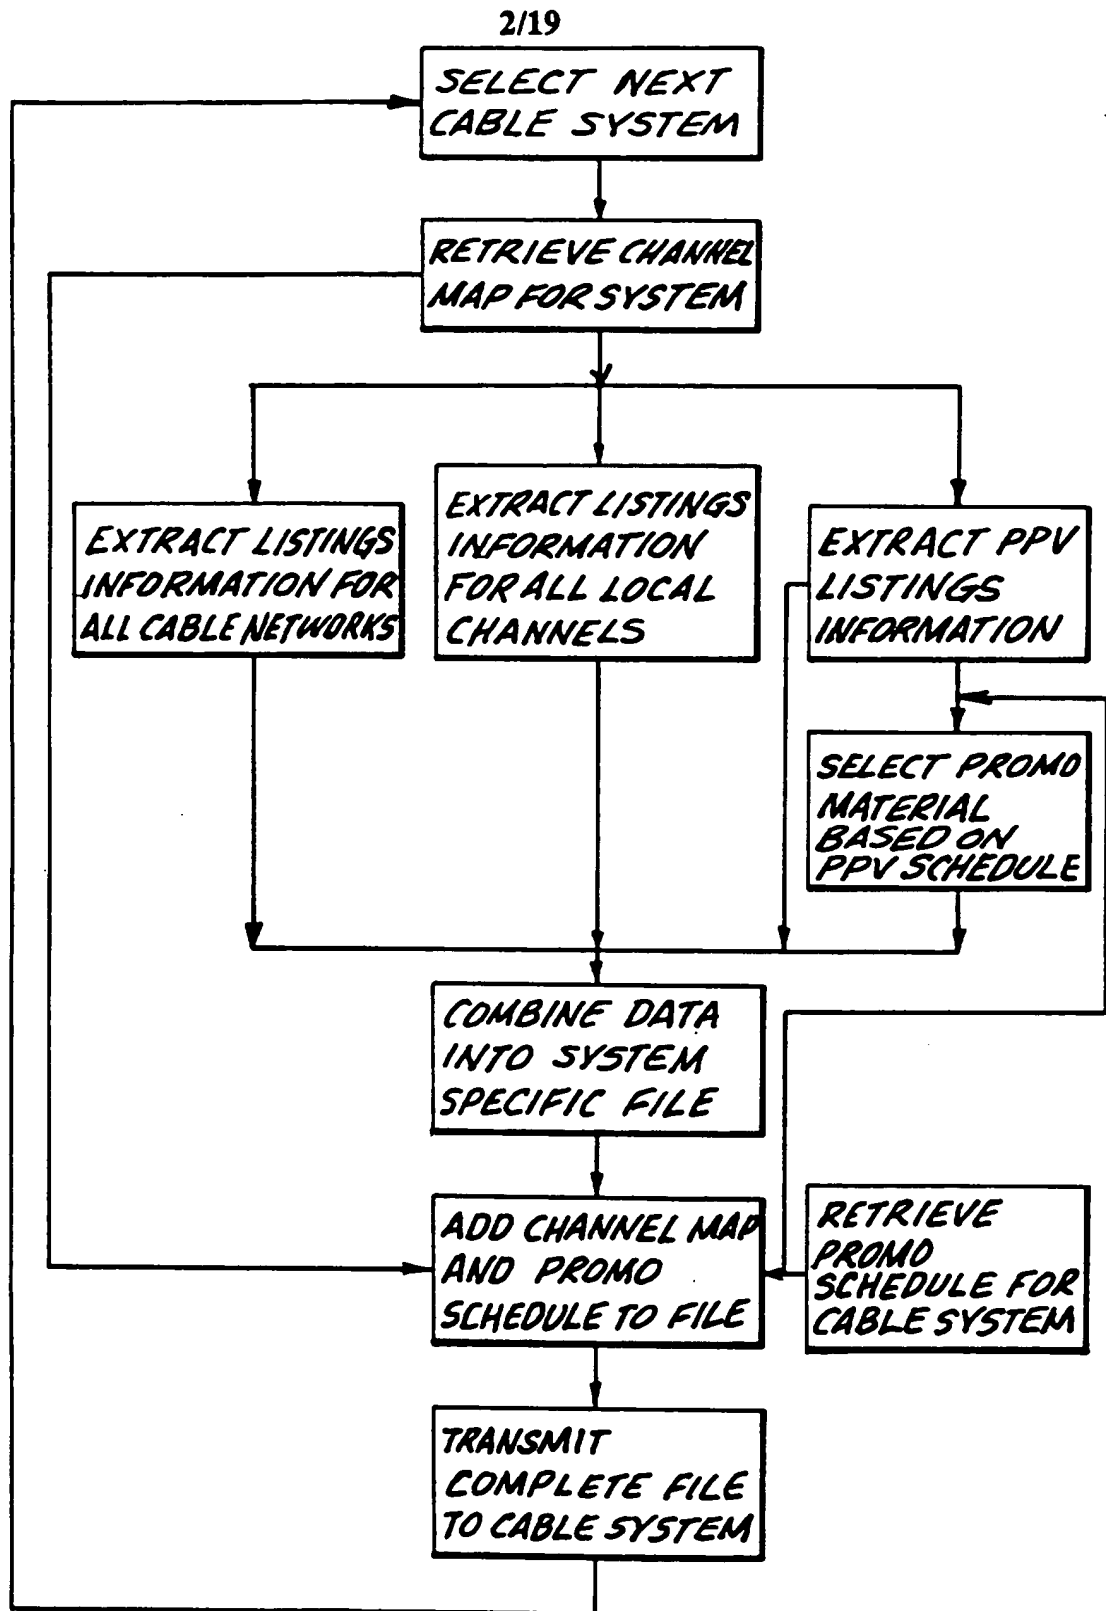 2/19
SELECT NEXT
CABLE SYSTEM
RETRIEVE CHANNEL
MAP FOR SYSTEM
EXTRACT LISTINGS
INFORMATION FOR
ALL CABLE NETWORKS
EXTRACT LISTINGS
INFORMATION
FOR ALL LOCAL
CHANNELS
EXTRACT PPV
LISTINGS
INFORMATION
SELECT PROMO
MATERIAL
BASED ON
PPV SCHEDULE
COMBINE DATA
INTO SYSTEM
SPECIFIC FILE
ADD CHANNEL MAP
AND PROMO
SCHEDULE TO FILE
RETRIEVE
PROMO
SCHEDULE FOR
CABLE SYSTEM
TRANSMIT
COMPLETE FILE
TO CABLE SYSTEM